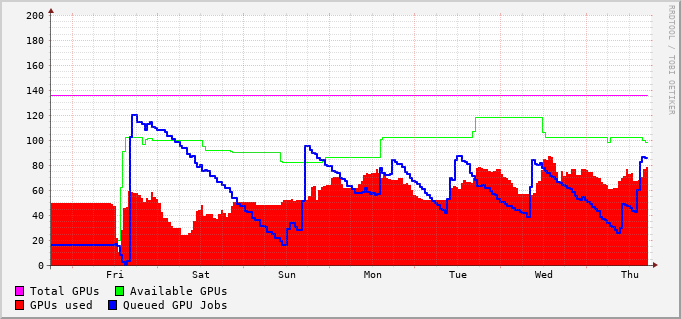 200
180
160
140
120
100
80
60
40
20
0
Fri Sat Sun Mon Tue Wed Thu
Total GPUs Available GPUs
GPUs used Queued GPU Jobs
RRDTOOL / TOBI OETIKER